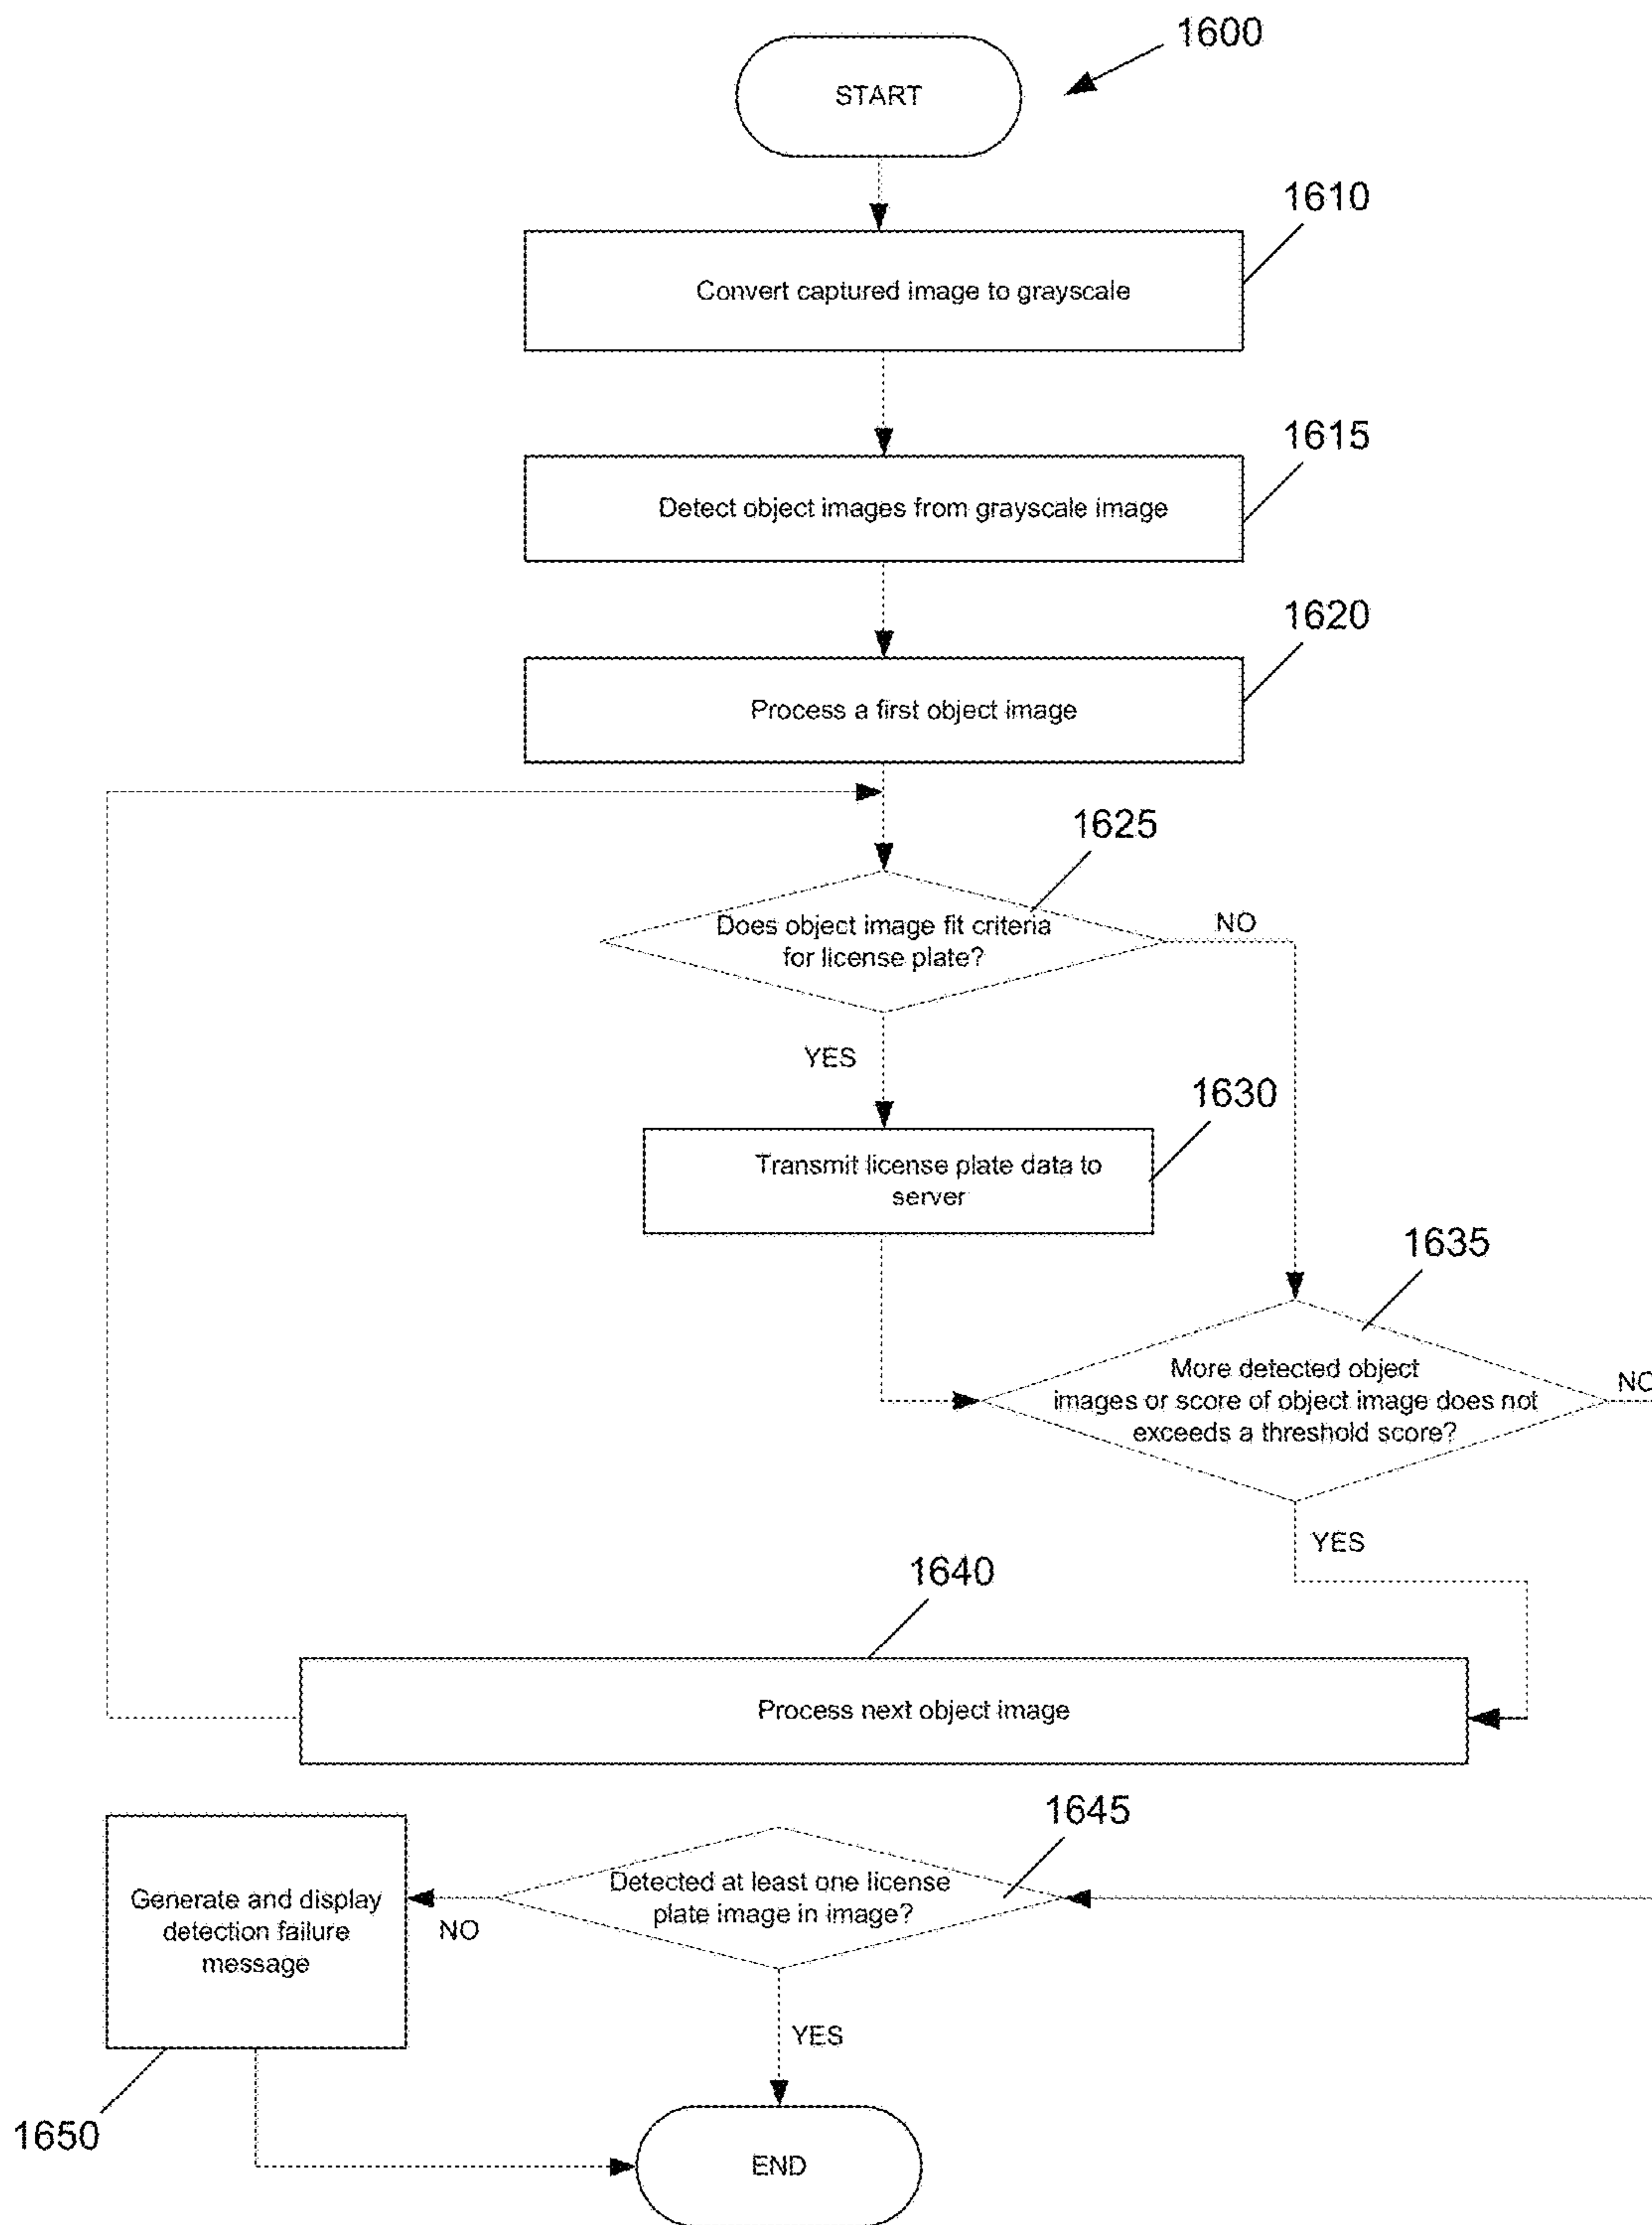 1600
START
1610
Convert captured image to grayscale
1615
Detect object images from grayscale image
1620
Process a first object image
1625
Does object image fit criteria
for license plate?
NO
YES
1630
Transmit license plate data to
server
1635
More detected object
images or score of object image does not
exceeds a threshold score?
NO
YES
1640
Process next object image
1645
Detected at least one license
plate image in image?
NO
Generate and display
detection failure
message
YES
1650
END